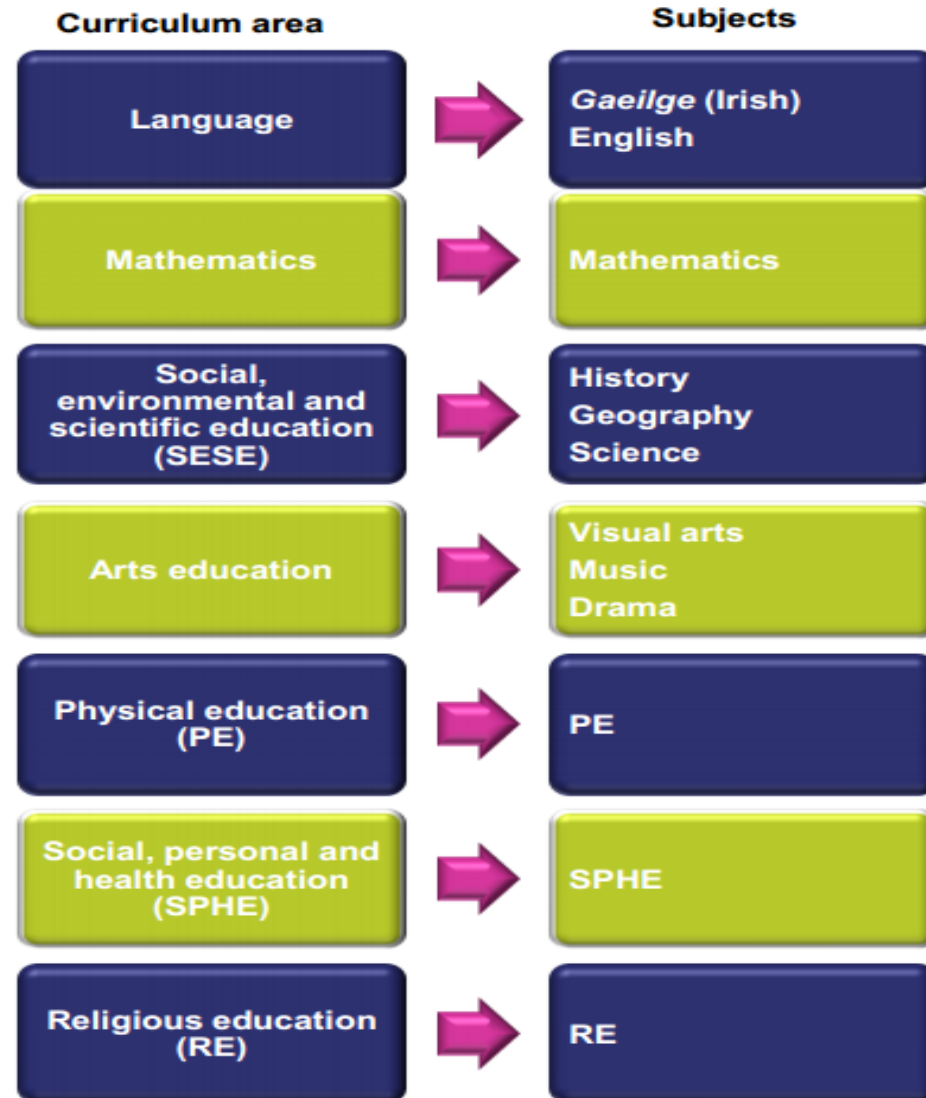 Curriculum area
Subjects
Language
Gaeilge (Irish)
English
Mathematics
Mathematics
Social,
environmental and
scientific education
(SESE)
History
Geography
Science
Arts education
Visual arts
Music
Drama
Physical education
(PE)
PE
Social, personal and
health education
(SPHE)
SPHE
Religious education
(RE)
RE